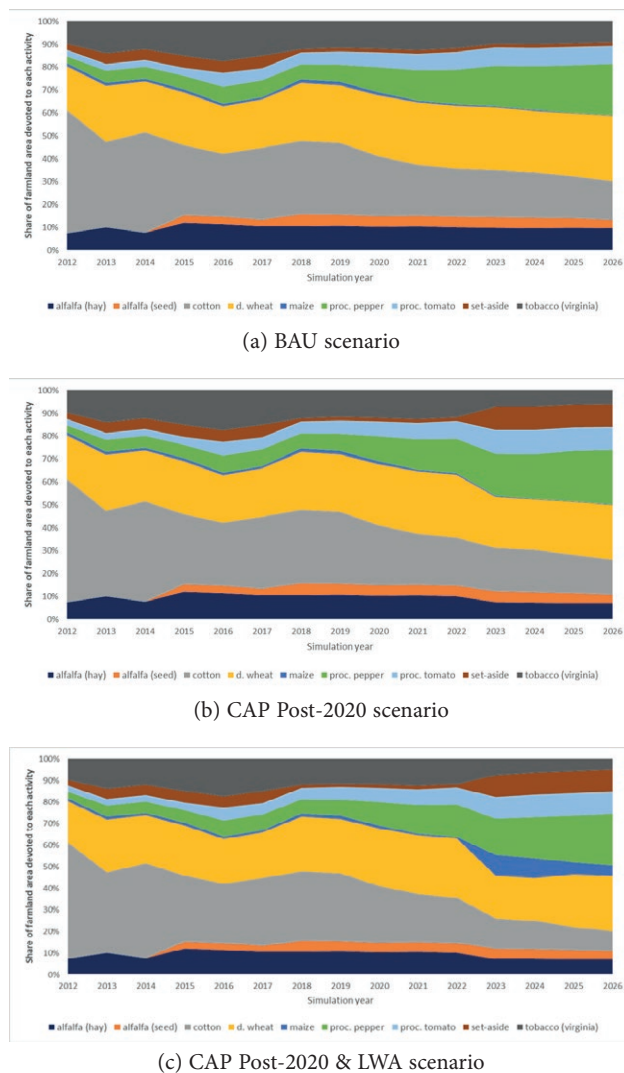 Share of farmland area devoted to each activity
100%
90%
80%
70%
60%
50%
40%
30%
20%
10%
0%
2012 2013 2014 2015 2016 2017 2018 2019 2020 2021 2022 2023 2024 2025 2026
Simulation year
alfalfa (hay) alfalfa (seed) cotton d. wheat maize proc. pepper proc. tomato set-aside tobacco (virginia)
(a) BAU scenario
Share of farmland area devoted to each activity
100%
90%
80%
70%
60%
50%
40%
30%
20%
10%
0%
2012 2013 2014 2015 2016 2017 2018 2019 2020 2021 2022 2023 2024 2025 2026
Simulation year
alfalfa (hay) alfalfa (seed) cotton d. wheat maize proc. pepper proc. tomato set-aside tobacco (virginia)
(b) CAP Post-2020 scenario
Share of farmland area devoted to each activity
100%
90%
80%
70%
60%
50%
40%
30%
20%
10%
0%
2012 2013 2014 2015 2016 2017 2018 2019 2020 2021 2022 2023 2024 2025 2026
Simulation year
alfalfa (hay) alfalfa (seed) cotton d. wheat maize proc. pepper proc. tomato set-aside tobacco (virginia)
(c) CAP Post-2020 & LWA scenario